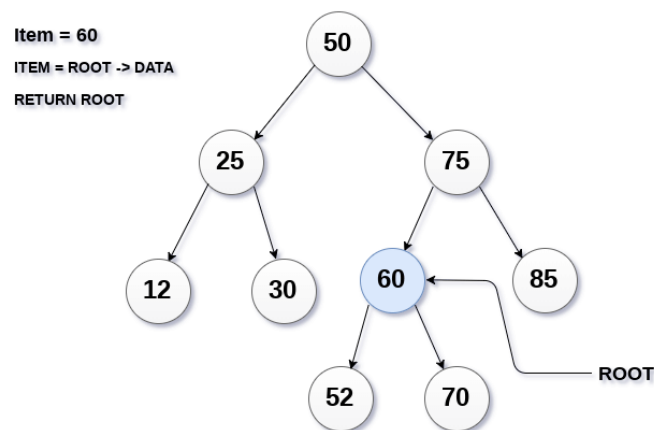 Item = 60
ITEM = ROOT -> DATA
RETURN ROOT
50
25
75
12
30
60
85
52
70
ROOT